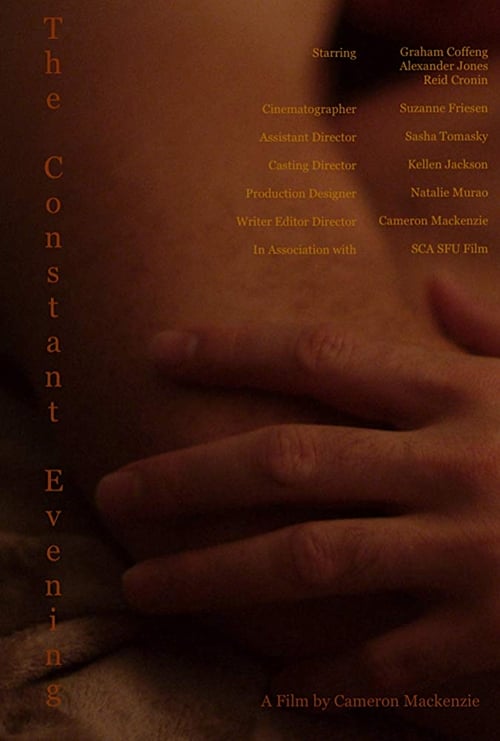 The Constant Evening
Starring Graham Coffeng
Alexander Jones
Reid Cronin
Cinematographer Suzanne Friesen
Assistant Director Sasha Tomasky
Casting Director Kellen Jackson
Production Designer Natalie Murao
Writer Editor Director Cameron Mackenzie
In Association with SCA SFU Film
A Film by Cameron Mackenzie